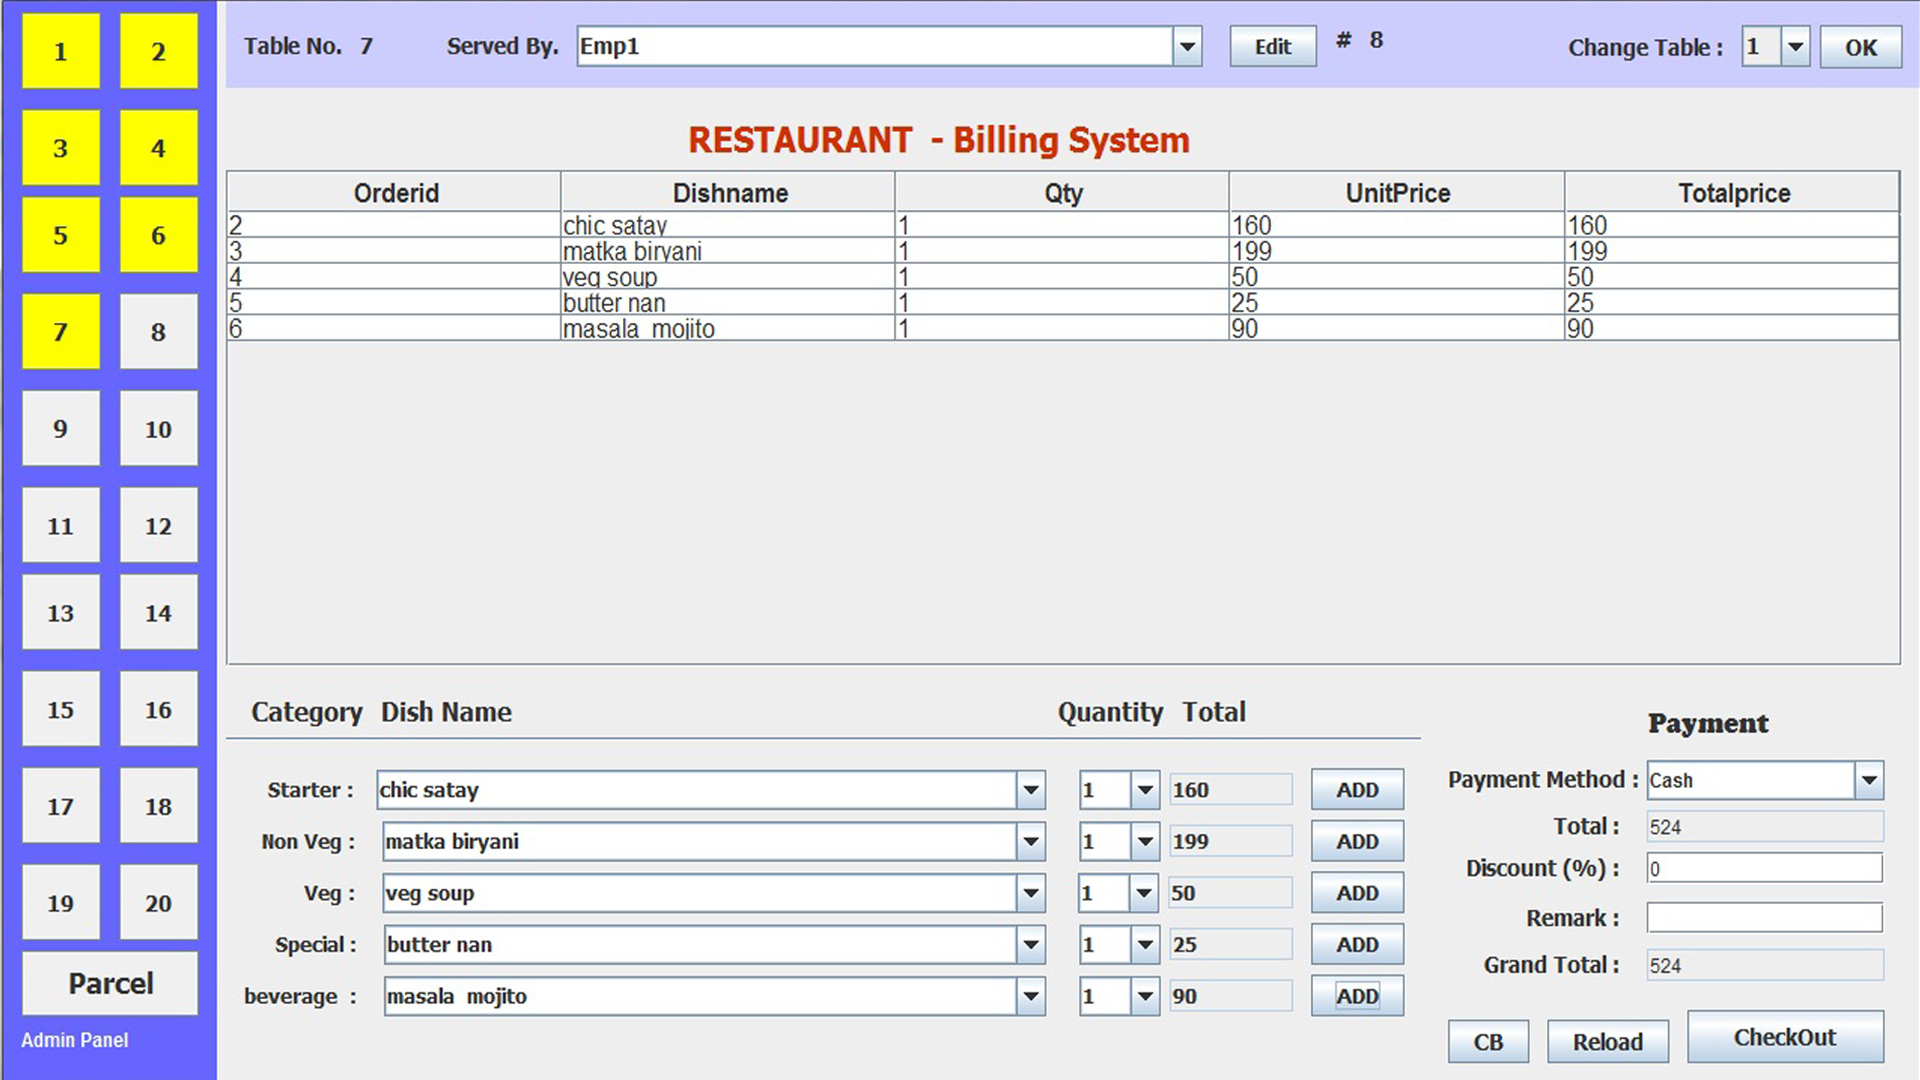 Table No. 7 Served By. Emp1 Edit # 8 Change Table : 1 OK
1 2
3 4
5 6
7 8
9 10
11 12
13 14
15 16
17 18
19 20
Parcel
Admin Panel
RESTAURANT - Billing System
Orderid Dishname Qty UnitPrice Totalprice
2 chic satay 1 160 160
3 matka biryani 1 199 199
4 veg soup 1 50 50
5 butter nan 1 25 25
6 masala mojito 1 90 90
Category Dish Name Quantity Total
Starter : chic satay 1 160 ADD
Non Veg : matka biryani 1 199 ADD
Veg : veg soup 1 50 ADD
Special : butter nan 1 25 ADD
beverage : masala mojito 1 90 ADD
Payment
Payment Method : Cash
Total : 524
Discount (%) : 0
Remark :
Grand Total : 524
CB Reload CheckOut